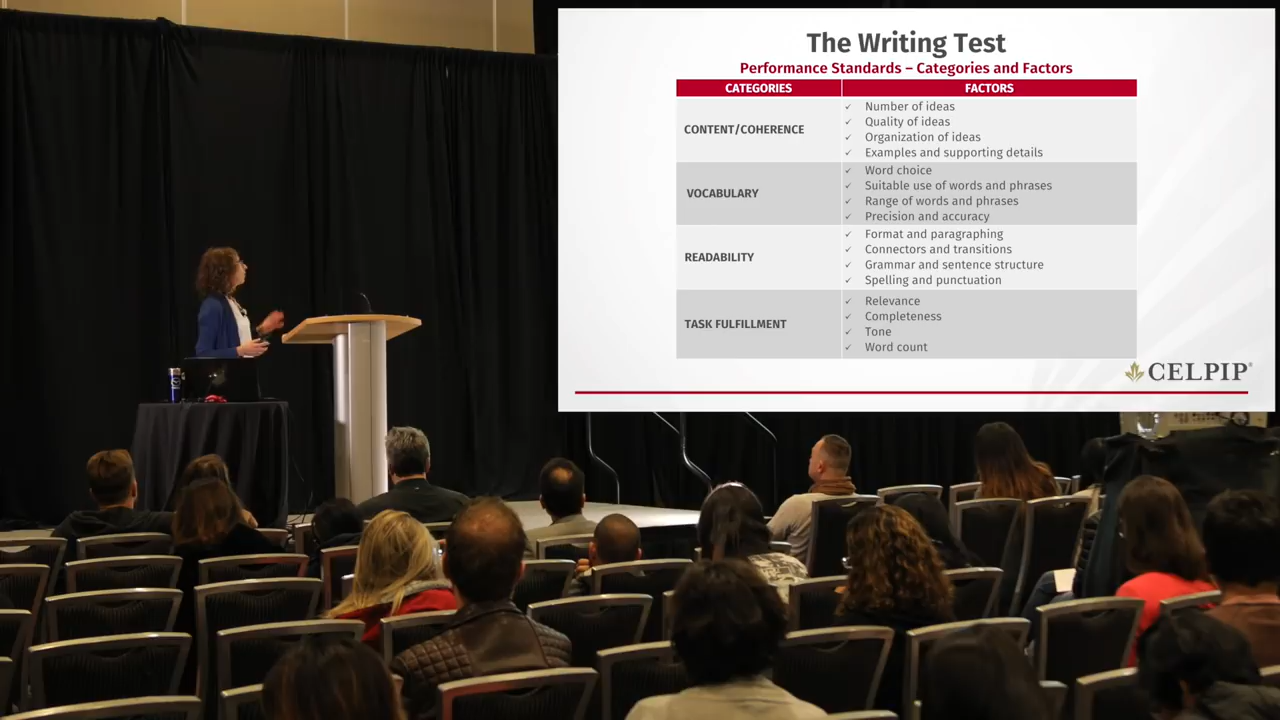 The Writing Test
Performance Standards – Categories and Factors
CATEGORIES FACTORS
CONTENT/COHERENCE
✓ Number of ideas
✓ Quality of ideas
✓ Organization of ideas
✓ Examples and supporting details
VOCABULARY
✓ Word choice
✓ Suitable use of words and phrases
✓ Range of words and phrases
✓ Precision and accuracy
READABILITY
✓ Format and paragraphing
✓ Connectors and transitions
✓ Grammar and sentence structure
✓ Spelling and punctuation
TASK FULFILLMENT
✓ Relevance
✓ Completeness
✓ Tone
✓ Word count
CELPIP®